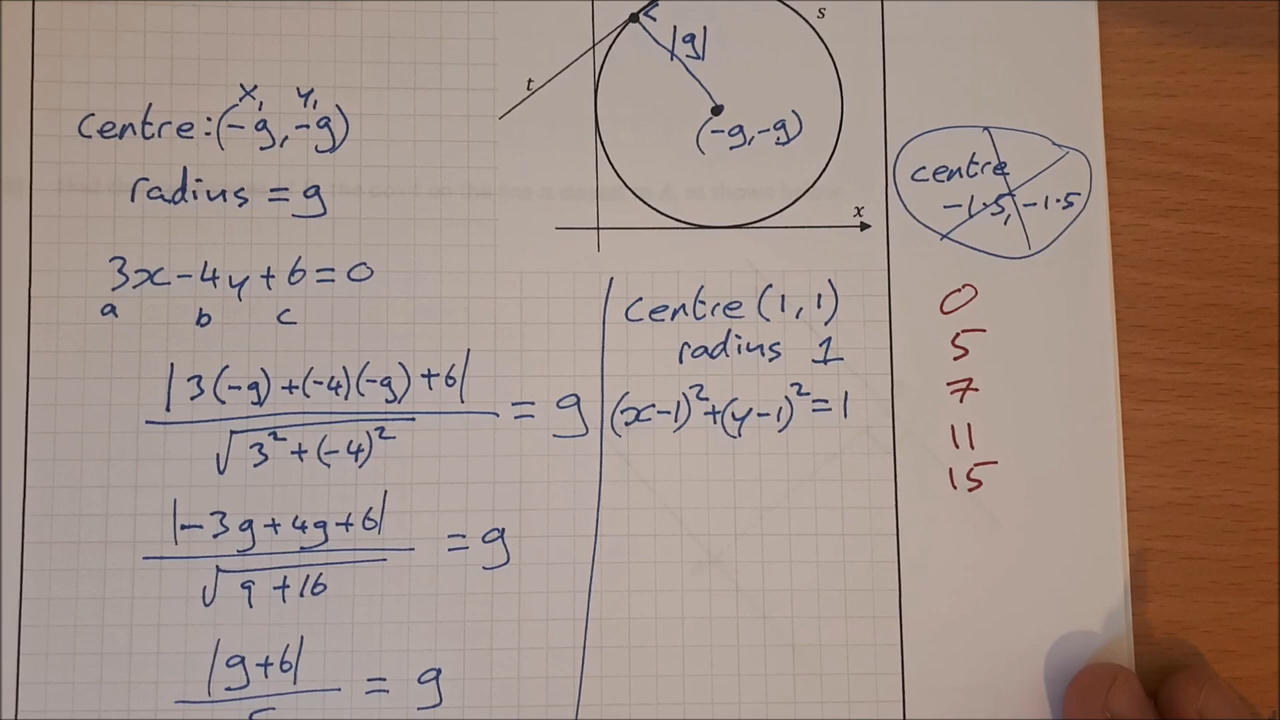 s
|g|
t
(-g,-g)
x
x₁ y₁
centre:(-g,-g)
radius = g
3x-4y+6=0
a b c
|3(-g)+(-4)(-g)+6|
√3²+(-4)²
= g
|-3g+4g+6|
√9+16
= g
|g+6|
5
= g
centre (1,1)
radius 1
(x-1)²+(y-1)²=1
centre
-1.5,-1.5
0
5
7
11
15